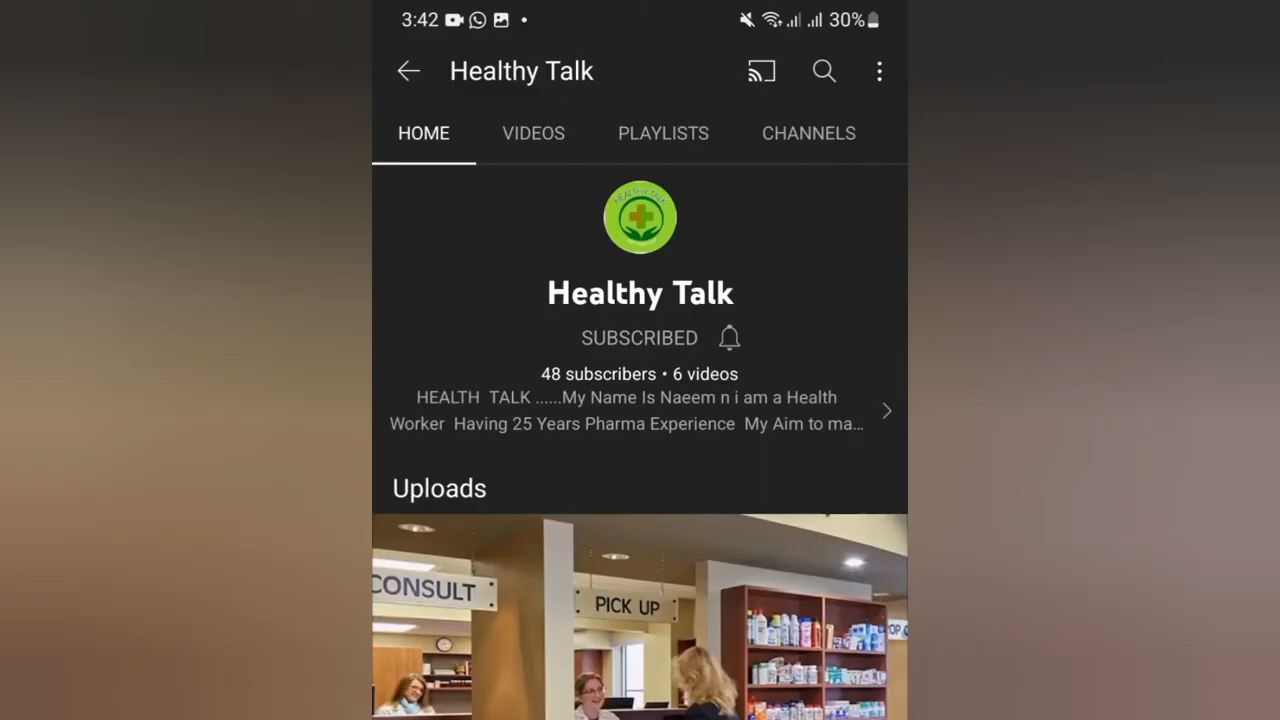 3:42 30%
Healthy Talk
HOME VIDEOS PLAYLISTS CHANNELS
HEALTHY TALK
Healthy Talk
SUBSCRIBED
48 subscribers • 6 videos
HEALTH TALK ......My Name Is Naeem n i am a Health
Worker Having 25 Years Pharma Experience My Aim to ma...
Uploads
CONSULT
PICK UP